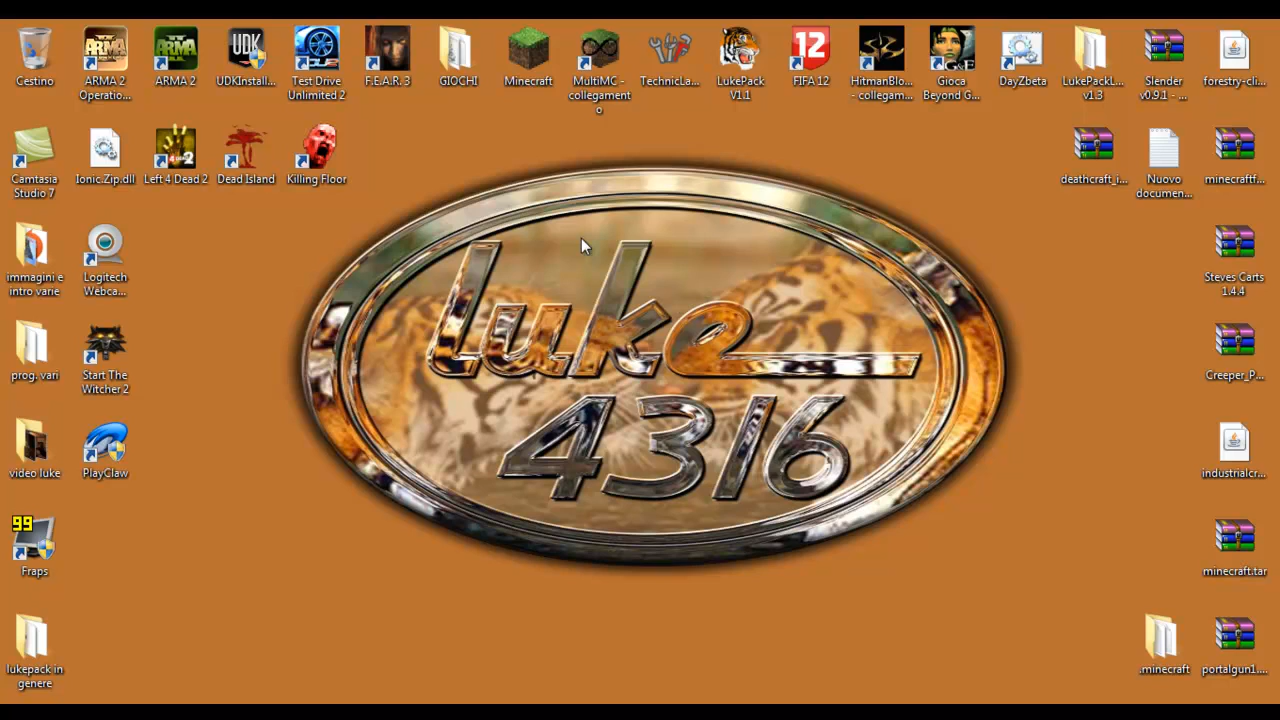 Cestino
ARMA 2
Operatio...
ARMA 2
UDKInstall...
Test Drive
Unlimited 2
F.E.A.R. 3
GIOCHI
Minecraft
MultiMC -
collegament
o
TechnicLa...
LukePack
V1.1
FIFA 12
HitmanBlo...
- collegam...
Gioca
Beyond G...
DayZbeta
LukePackL...
v1.3
Slender
v0.9.1 - ...
forestry-cli...
Camtasia
Studio 7
Ionic.Zip.dll
Left 4 Dead 2
Dead Island
Killing Floor
deathcraft_i...
Nuovo
documen...
minecraftf...
immagini e
intro varie
Logitech
Webca...
Steves Carts
1.4.4
prog. vari
Start The
Witcher 2
Creeper_P...
video luke
PlayClaw
industrialcr...
99
Fraps
minecraft.tar
lukepack in
genere
.minecraft
portalgun1....
luke
4316
UDK
12